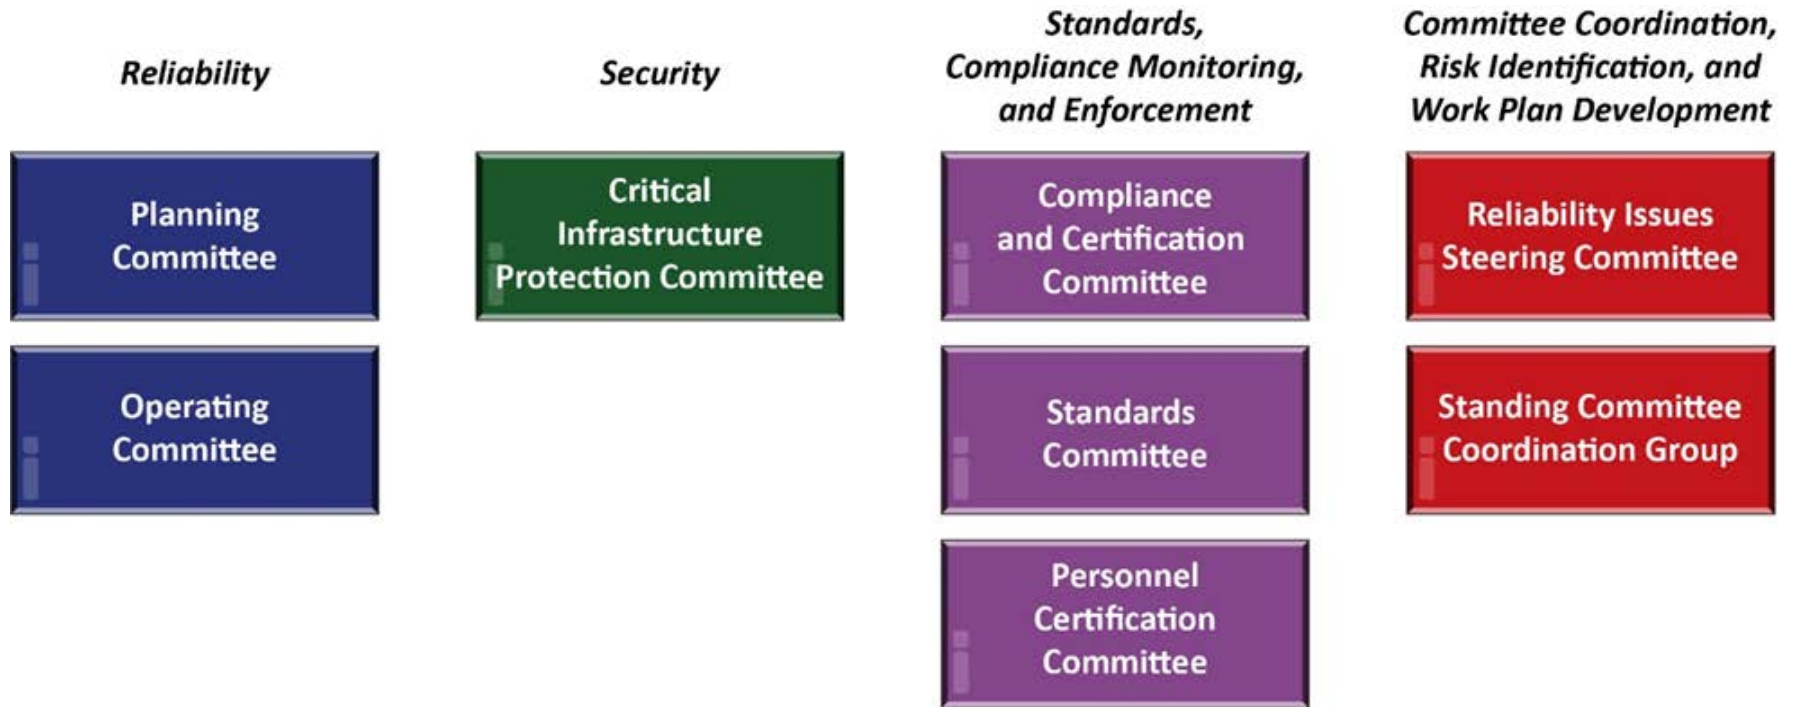 Reliability
Planning
Committee
Operating
Committee
Security
Critical
Infrastructure
Protection Committee
Standards,
Compliance Monitoring,
and Enforcement
Compliance
and Certification
Committee
Standards
Committee
Personnel
Certification
Committee
Committee Coordination,
Risk Identification, and
Work Plan Development
Reliability Issues
Steering Committee
Standing Committee
Coordination Group